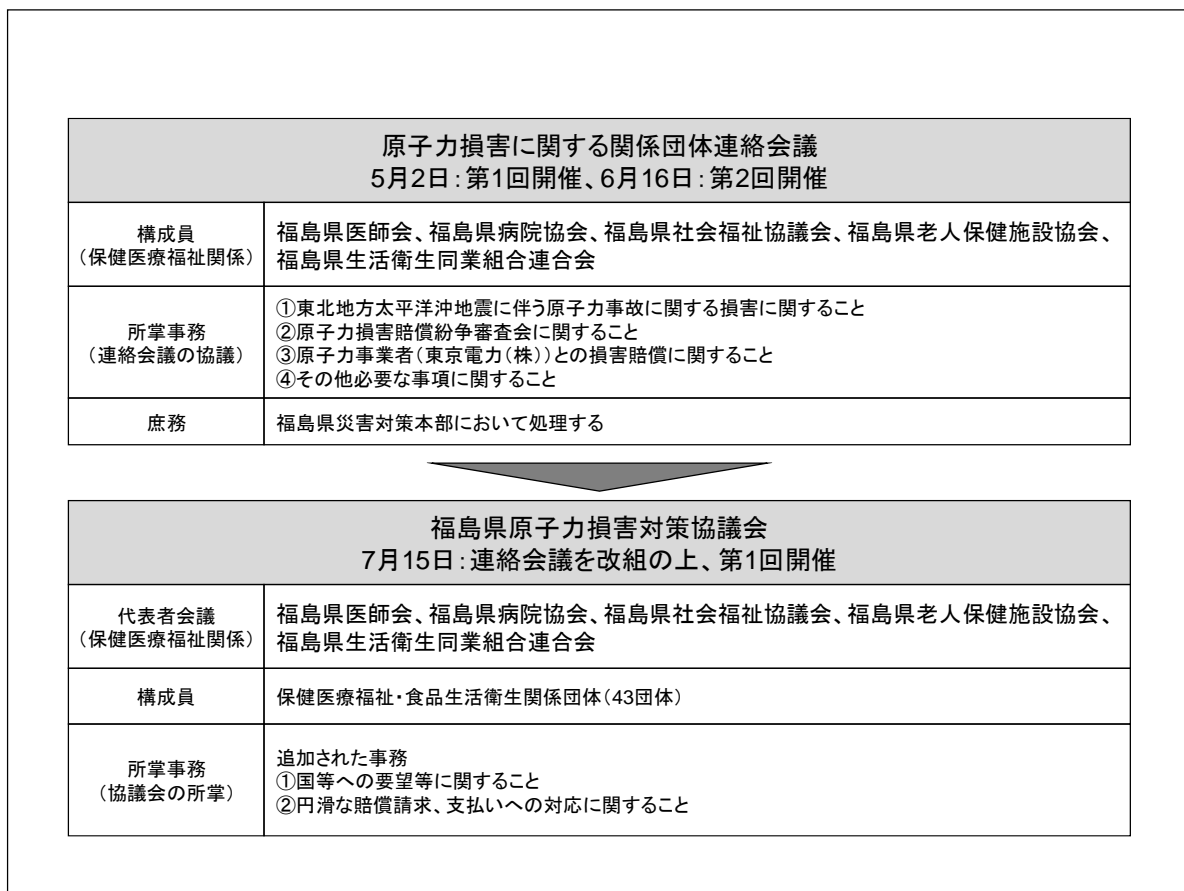 原子力損害に関する関係団体連絡会議
5月2日：第1回開催、6月16日：第2回開催
構成員
（保健医療福祉関係）
福島県医師会、福島県病院協会、福島県社会福祉協議会、福島県老人保健施設協会、
福島県生活衛生同業組合連合会
所掌事務
（連絡会議の協議）
①東北地方太平洋沖地震に伴う原子力事故に関する損害に関すること
②原子力損害賠償紛争審査会に関すること
③原子力事業者（東京電力（株））との損害賠償に関すること
④その他必要な事項に関すること
庶務
福島県災害対策本部において処理する
福島県原子力損害対策協議会
7月15日：連絡会議を改組の上、第1回開催
代表者会議
（保健医療福祉関係）
福島県医師会、福島県病院協会、福島県社会福祉協議会、福島県老人保健施設協会、
福島県生活衛生同業組合連合会
構成員
保健医療福祉・食品生活衛生関係団体（43団体）
所掌事務
（協議会の所掌）
追加された事務
①国等への要望等に関すること
②円滑な賠償請求、支払いへの対応に関すること